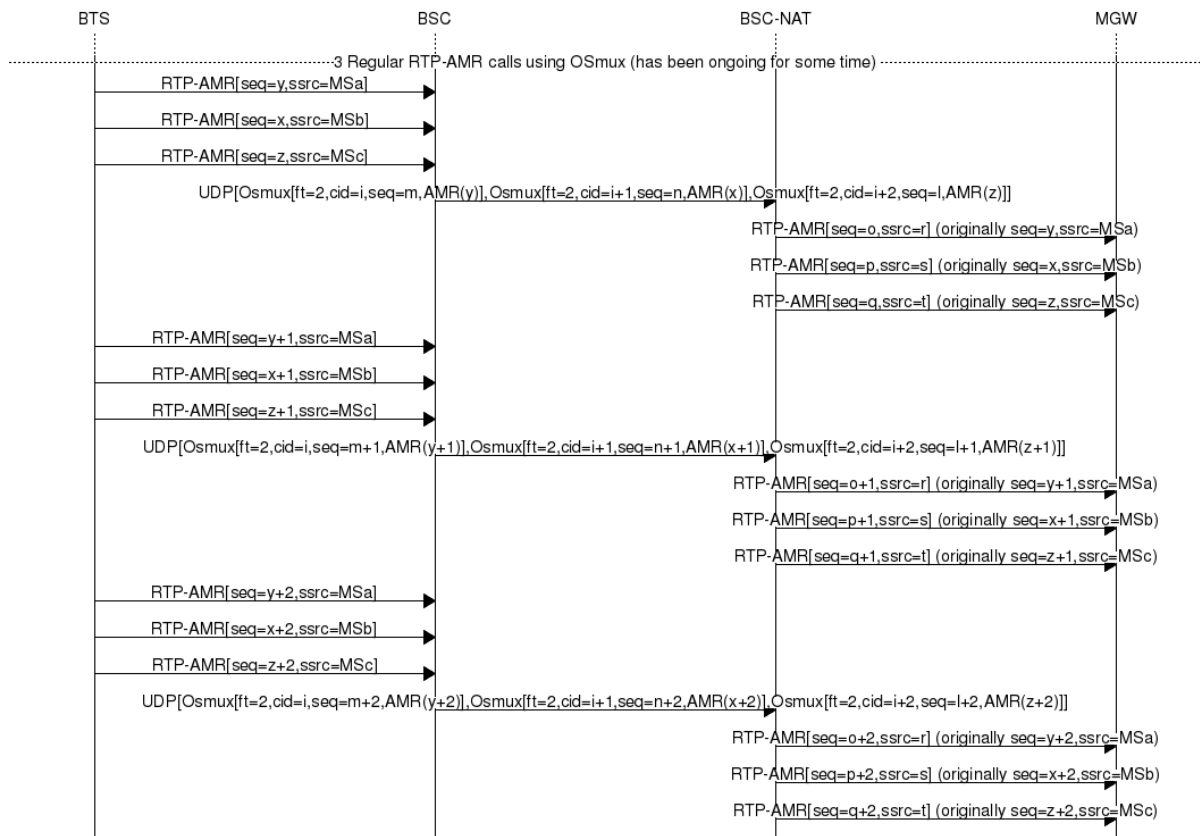 BTS BSC BSC-NAT MGW
3 Regular RTP-AMR calls using OSmux (has been ongoing for some time)
RTP-AMR[seq=y,ssrc=MSa]
RTP-AMR[seq=x,ssrc=MSb]
RTP-AMR[seq=z,ssrc=MSc]
UDP[Osmux[ft=2,cid=i,seq=m,AMR(y)],Osmux[ft=2,cid=i+1,seq=n,AMR(x)],Osmux[ft=2,cid=i+2,seq=l,AMR(z)]]
RTP-AMR[seq=o,ssrc=r] (originally seq=y,ssrc=MSa)
RTP-AMR[seq=p,ssrc=s] (originally seq=x,ssrc=MSb)
RTP-AMR[seq=q,ssrc=t] (originally seq=z,ssrc=MSc)
RTP-AMR[seq=y+1,ssrc=MSa]
RTP-AMR[seq=x+1,ssrc=MSb]
RTP-AMR[seq=z+1,ssrc=MSc]
UDP[Osmux[ft=2,cid=i,seq=m+1,AMR(y+1)],Osmux[ft=2,cid=i+1,seq=n+1,AMR(x+1)],Osmux[ft=2,cid=i+2,seq=l+1,AMR(z+1)]]
RTP-AMR[seq=o+1,ssrc=r] (originally seq=y+1,ssrc=MSa)
RTP-AMR[seq=p+1,ssrc=s] (originally seq=x+1,ssrc=MSb)
RTP-AMR[seq=q+1,ssrc=t] (originally seq=z+1,ssrc=MSc)
RTP-AMR[seq=y+2,ssrc=MSa]
RTP-AMR[seq=x+2,ssrc=MSb]
RTP-AMR[seq=z+2,ssrc=MSc]
UDP[Osmux[ft=2,cid=i,seq=m+2,AMR(y+2)],Osmux[ft=2,cid=i+1,seq=n+2,AMR(x+2)],Osmux[ft=2,cid=i+2,seq=l+2,AMR(z+2)]]
RTP-AMR[seq=o+2,ssrc=r] (originally seq=y+2,ssrc=MSa)
RTP-AMR[seq=p+2,ssrc=s] (originally seq=x+2,ssrc=MSb)
RTP-AMR[seq=q+2,ssrc=t] (originally seq=z+2,ssrc=MSc)